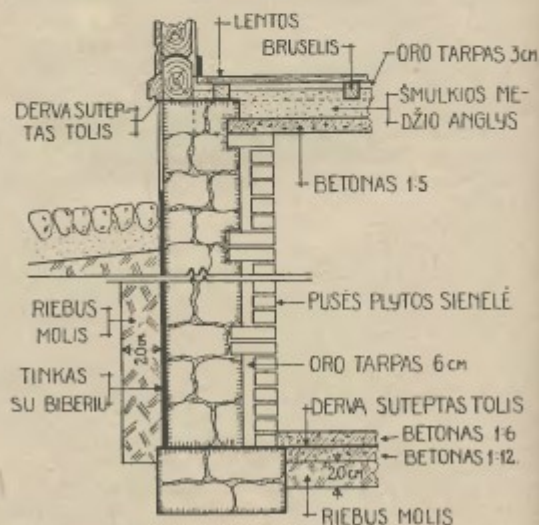 LENTOS
BRUSELIS
ORO TARPAS 3cm
DERVA SUTEP-
TAS TOLIS
ŠMULKIOS ME-
DŽIO ANGLYS
BETONAS 1:5
RIEBUS
MOLIS
20cm
PUSĖS PLYTOS SIENELĖ
TINKAS
SU BIBERIU
ORO TARPAS 6cm
DERVA SUTEPTAS TOLIS
BETONAS 1:6
BETONAS 1:12.
20cm
RIEBUS MOLIS